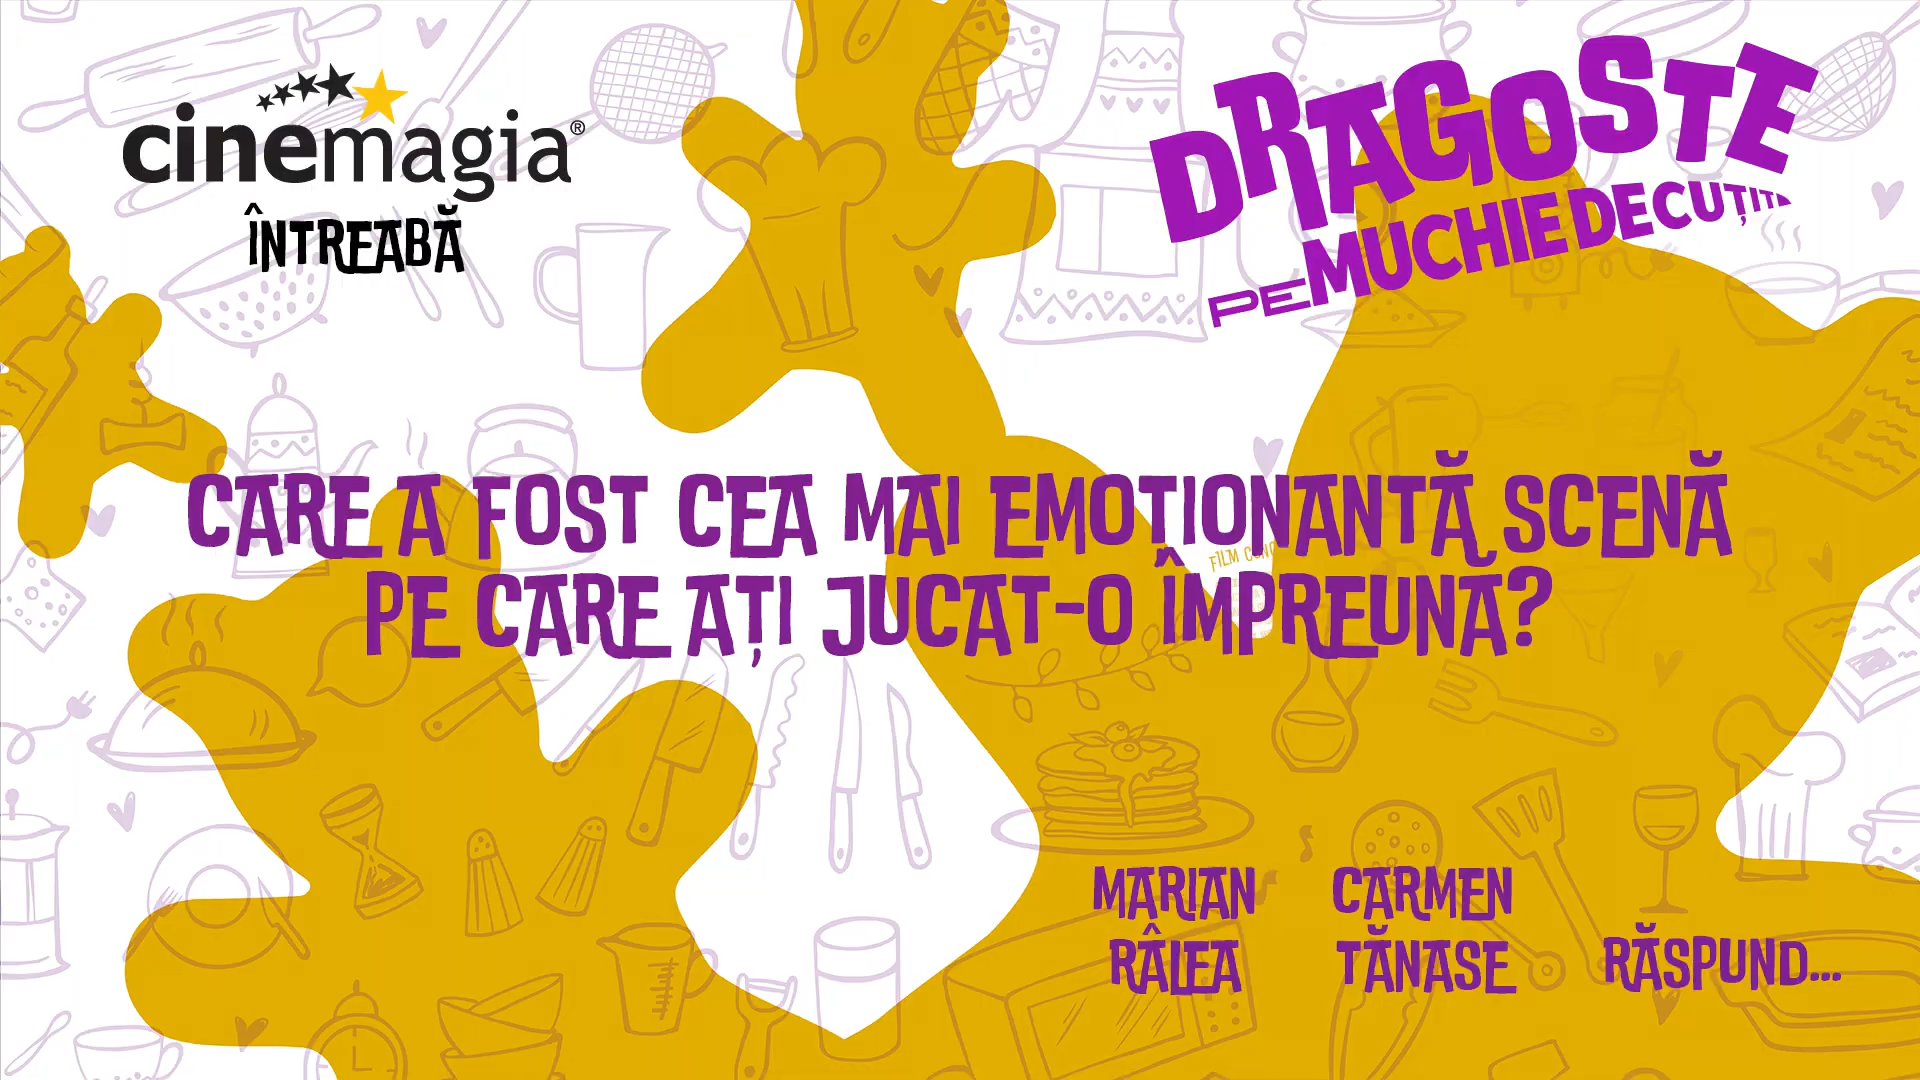 cinemagia®
ÎNTREABĂ
DRAGOSTE
PE MUCHIE DE CUȚIT
CARE A FOST CEA MAI EMOȚIONANTĂ SCENĂ
FILM
PE CARE AȚI JUCAT-O ÎMPREUNĂ?
MARIAN RÂLEA
CARMEN TĂNASE
RĂSPUND...